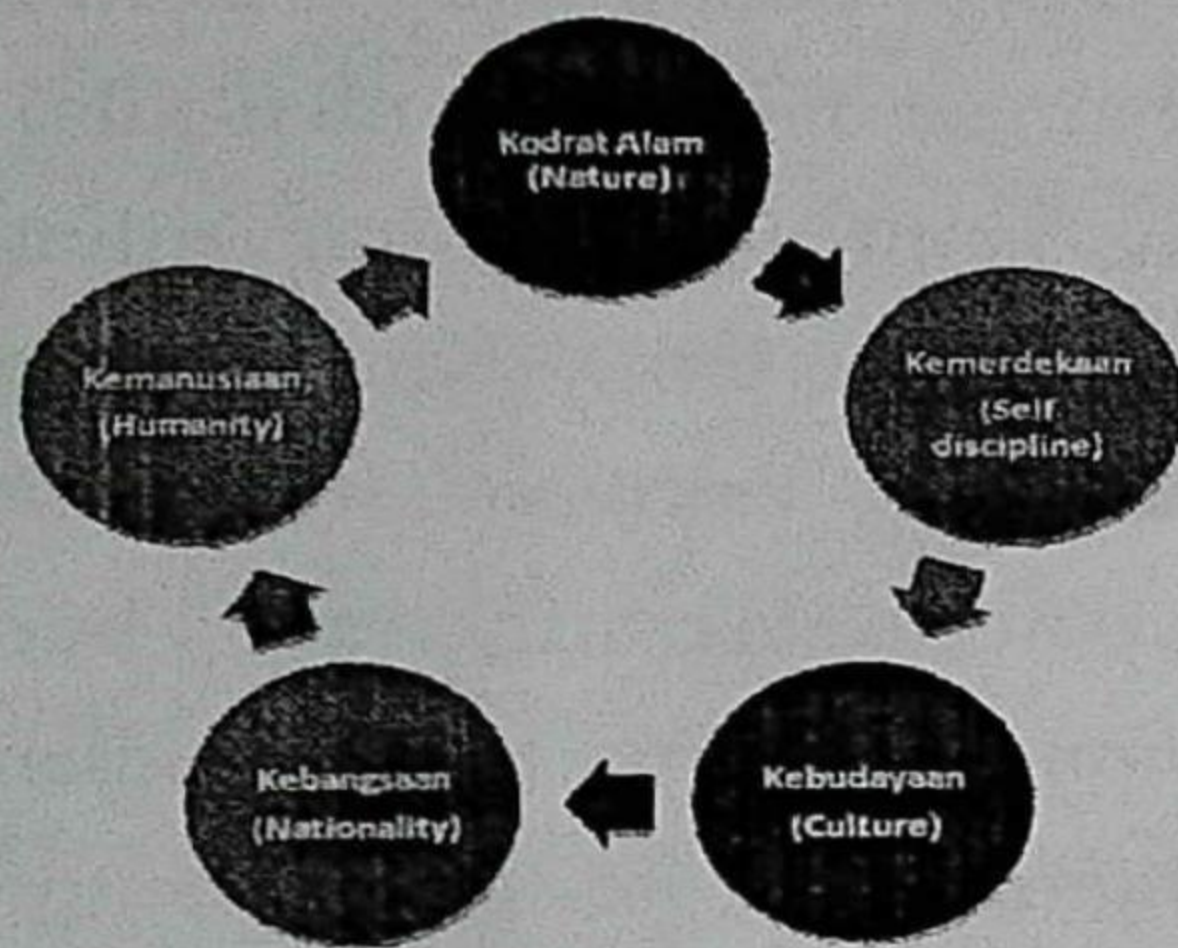 Kodrat Alam
(Nature)
Kemerdekaan
(Self
discipline)
Kebudayaan
(Culture)
Kebangsaan
(Nationality)
Kemanusiaan,
(Humanity)